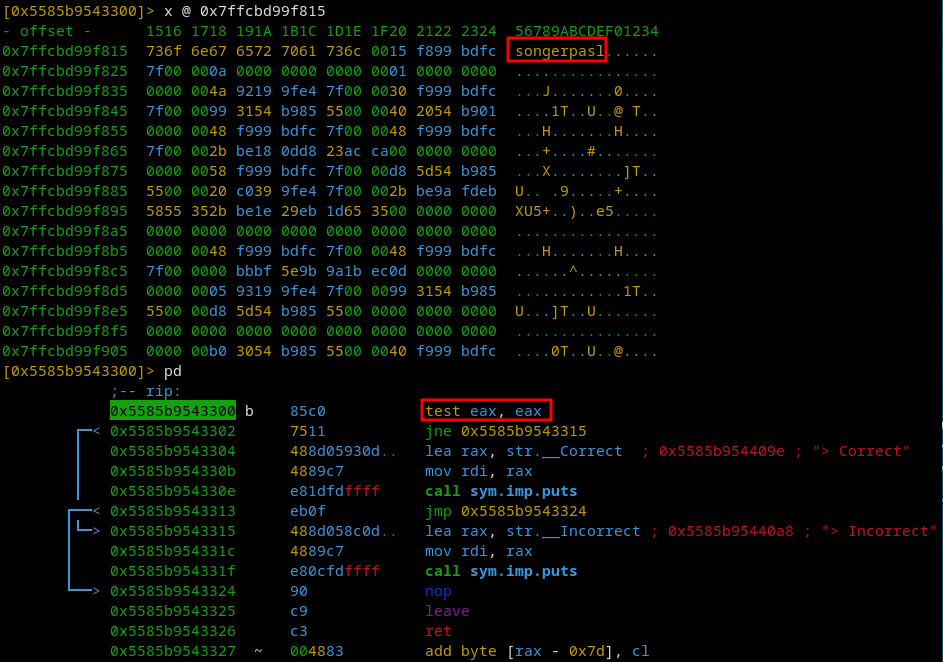 [0x5585b9543300]> x @ 0x7ffcbd99f815
- offset -      1516 1718 191A 1B1C 1D1E 1F20 2122 2324  56789ABCDEF01234
0x7ffcbd99f815  736f 6e67 6572 7061 736c 0015 f899 bdfc  songerpasl......
0x7ffcbd99f825  7f00 000a 0000 0000 0000 0001 0000 0000  ................
0x7ffcbd99f835  0000 004a 9219 9fe4 7f00 0030 f999 bdfc  ...J.......0....
0x7ffcbd99f845  7f00 0099 3154 b985 5500 0040 2054 b901  ....1T..U..@ T..
0x7ffcbd99f855  0000 0048 f999 bdfc 7f00 0048 f999 bdfc  ...H.......H....
0x7ffcbd99f865  7f00 002b be18 0dd8 23ac ca00 0000 0000  ...+....#.......
0x7ffcbd99f875  0000 0058 f999 bdfc 7f00 00d8 5d54 b985  ...X........]T..
0x7ffcbd99f885  5500 0020 c039 9fe4 7f00 002b be9a fdeb  U.. .9.....+....
0x7ffcbd99f895  5855 352b be1e 29eb 1d65 3500 0000 0000  XU5+..)..e5.....
0x7ffcbd99f8a5  0000 0000 0000 0000 0000 0000 0000 0000  ................
0x7ffcbd99f8b5  0000 0048 f999 bdfc 7f00 0048 f999 bdfc  ...H.......H....
0x7ffcbd99f8c5  7f00 0000 bbbf 5e9b 9a1b ec0d 0000 0000  ......^.........
0x7ffcbd99f8d5  0000 0005 9319 9fe4 7f00 0099 3154 b985  ............1T..
0x7ffcbd99f8e5  5500 00d8 5d54 b985 5500 0000 0000 0000  U...]T..U.......
0x7ffcbd99f8f5  0000 0000 0000 0000 0000 0000 0000 0000  ................
0x7ffcbd99f905  0000 00b0 3054 b985 5500 0040 f999 bdfc  ....0T..U..@....
[0x5585b9543300]> pd
;-- rip:
0x5585b9543300 b    85c0           test eax, eax
0x5585b9543302      7511           jne 0x5585b9543315
0x5585b9543304      488d05930d..   lea rax, str.__Correct  ; 0x5585b954409e ; "> Correct"
0x5585b954330b      4889c7         mov rdi, rax
0x5585b954330e      e81dfdffff     call sym.imp.puts
0x5585b9543313      eb0f           jmp 0x5585b9543324
0x5585b9543315      488d058c0d..   lea rax, str.__Incorrect ; 0x5585b95440a8 ; "> Incorrect"
0x5585b954331c      4889c7         mov rdi, rax
0x5585b954331f      e80cfdffff     call sym.imp.puts
0x5585b9543324      90             nop
0x5585b9543325      c9             leave
0x5585b9543326      c3             ret
0x5585b9543327  ~   004883         add byte [rax - 0x7d], cl